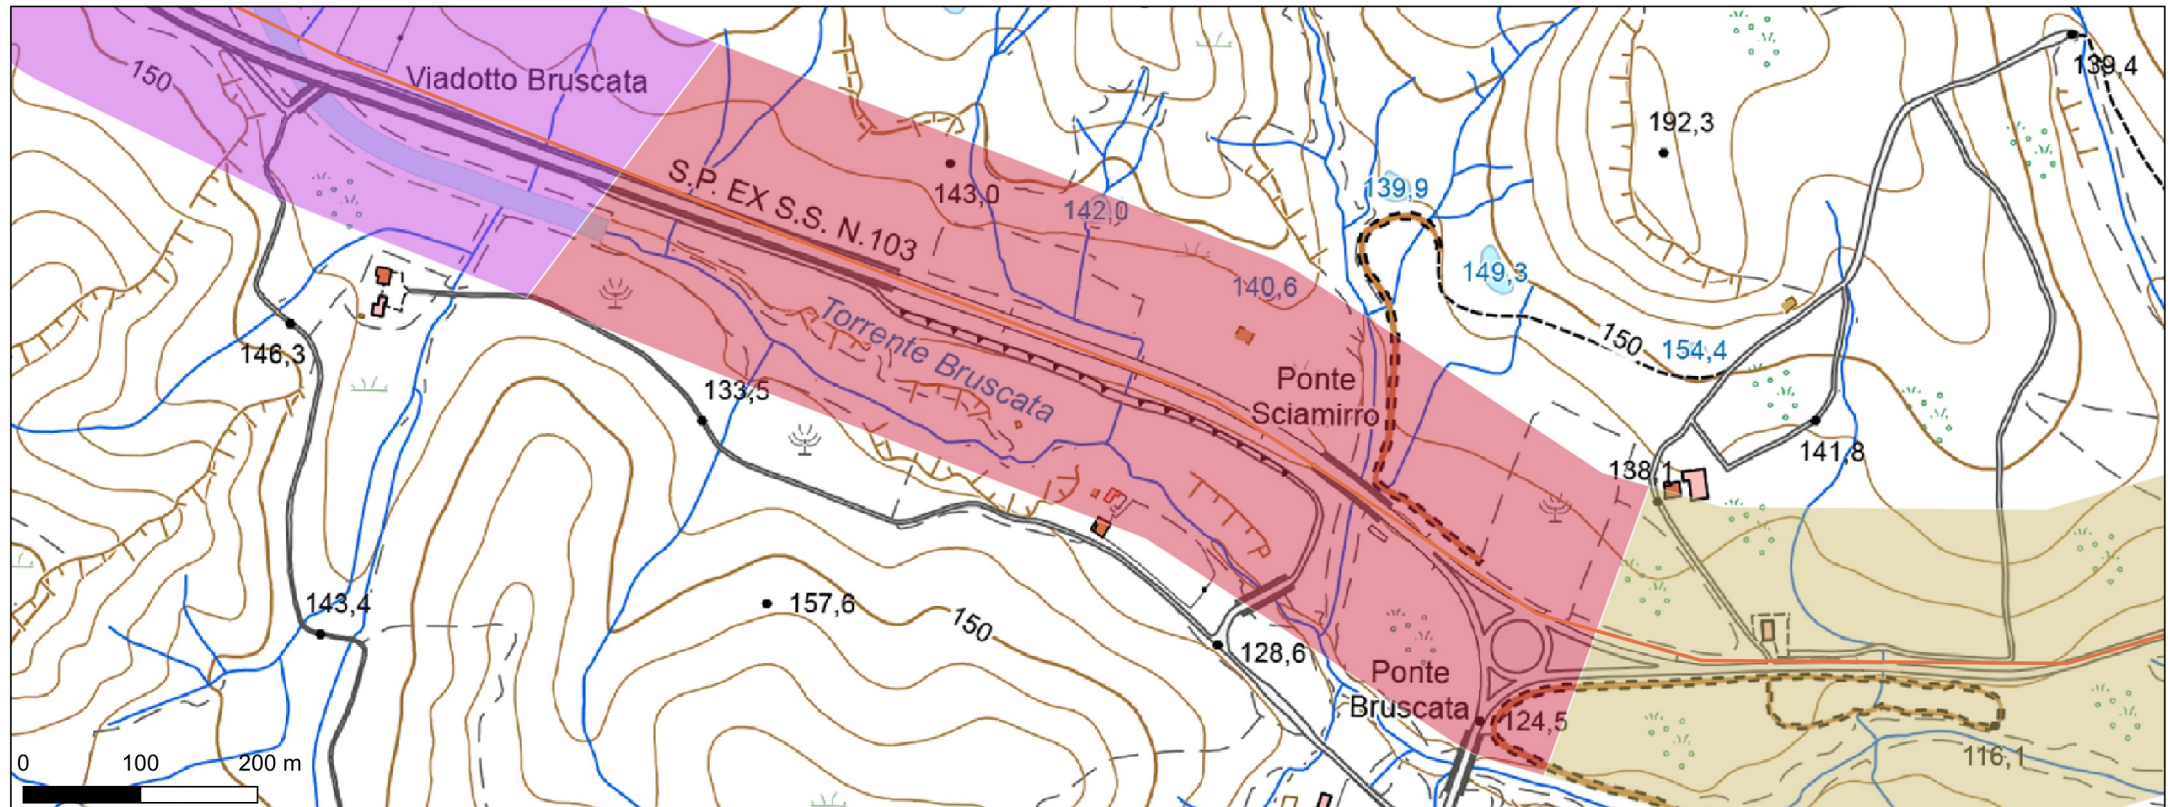 139,4
150
Viadotto Bruscata
192,3
S.P. EX S.S. N.103
143,0
139,9
142,0
149,3
140,6
Torrente Bruscata
146,3
150
154,4
133,5
Ponte
Sciamirro
141,8
138,1
143,4
157,6
150
128,6
Ponte
Bruscata
124,5
116,1
0 100 200 m